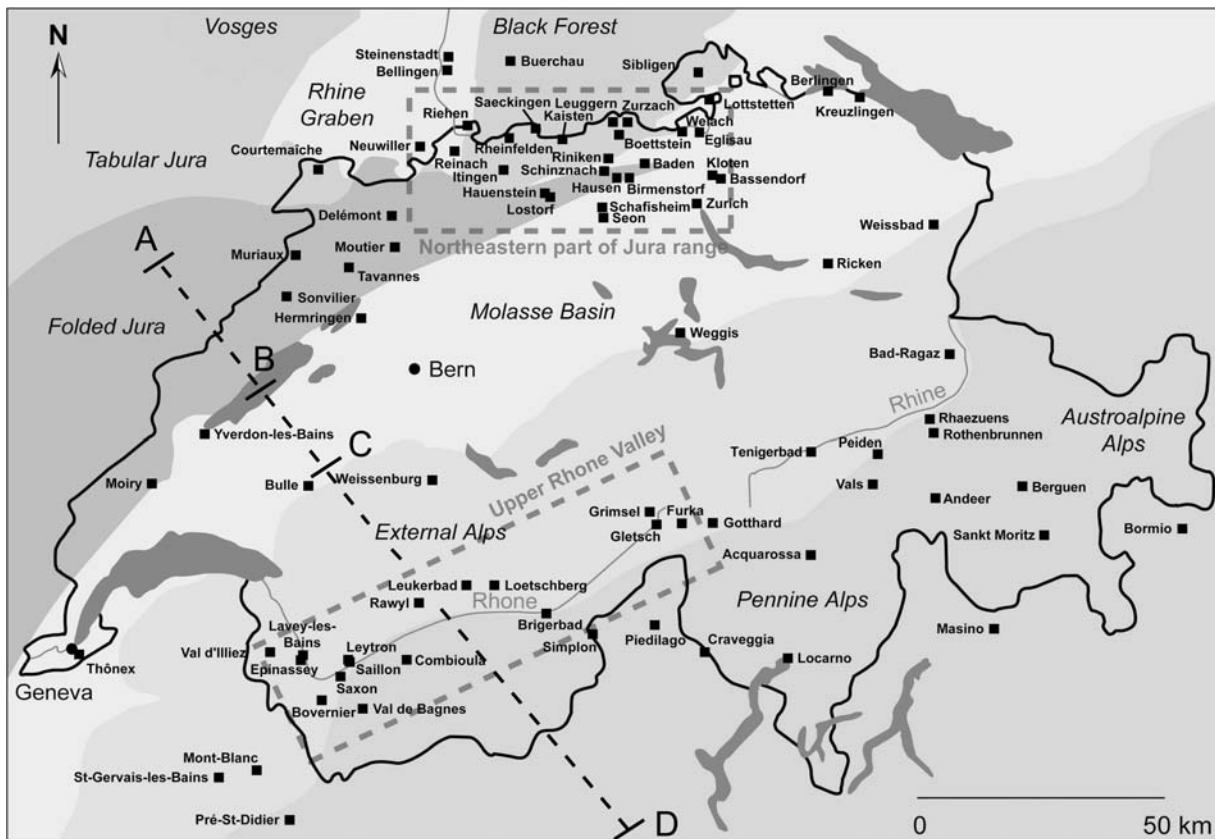 Vosges
Black Forest
N
Steinenstadt
Bellingen
Buerchau
Sibligen
Berlingen
Kreuzlingen
Rhine
Graben
Saeckingen
Leuggern
Zurzach
Lottstetten
Kaisten
Riehen
Weiach
Eglisau
Tabular Jura
Courtemaîche
Neuwiller
Rheinfelden
Boettstein
Reinach
Itingen
Riniken
Baden
Kloten
Schinznach
Bassendorf
Hauenstein
Hausen
Birmenstorf
Lostorf
Schafisheim
Zurich
Seon
Delémont
Weissbad
Northeastern part of Jura range
A
Muriaux
Moutier
Tavannes
Ricken
Sonvilier
Hermringen
Folded Jura
Molasse Basin
Weggis
Bad-Ragaz
B
Bern
Rhine
Yverdon-les-Bains
Rhaezuens
Rothenbrunnen
Austroalpine
Alps
Peiden
Tenigerbad
C
Upper Rhone Valley
Moiry
Bulle
Weissenburg
Vals
Andeer
Berguen
External Alps
Grimsel
Furka
Gletsch
Gotthard
Sankt Moritz
Bormio
Acquarossa
Leukerbad
Loetschberg
Rawyl
Rhone
Pennine Alps
Brigerbad
Simplon
Piedilago
Craveggia
Masino
Lavey-les-
Bains
Val d'Illiez
Epinassey
Leytron
Saillon
Combioula
Locarno
Thônex
Geneva
Saxon
Bovernier
Val de Bagnes
Mont-Blanc
St-Gervais-les-Bains
Pré-St-Didier
D
0
50 km